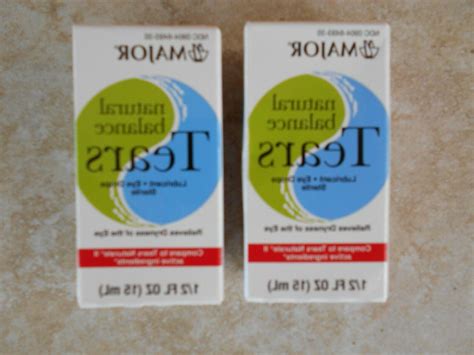 NDC
MAJOR
natural
balance
Tears
Lubricant • Eye Drops
Sterile
Relieves Dryness of the Eye
Compare to Tears Naturale® II
active ingredients*
1/2 FL OZ (15 mL)
NDC
MAJOR
natural
balance
Tears
Lubricant • Eye Drops
Sterile
Relieves Dryness of the Eye
Compare to Tears Naturale® II
active ingredients*
1/2 FL OZ (15 mL)